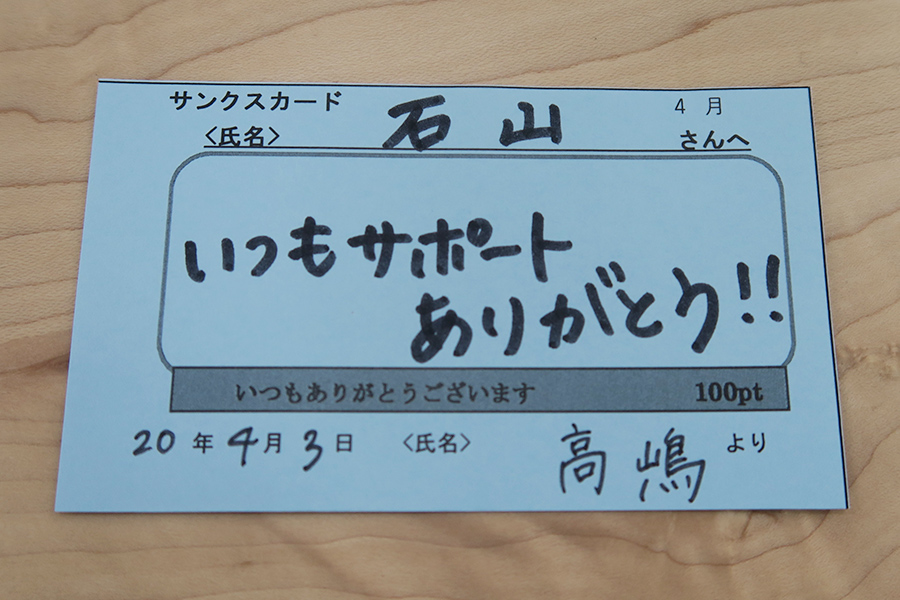 サンクスカード 4月
<氏名> 石山 さんへ
いつもサポート
ありがとう!!
いつもありがとうございます 100pt
20年4月3日 <氏名> 高嶋 より